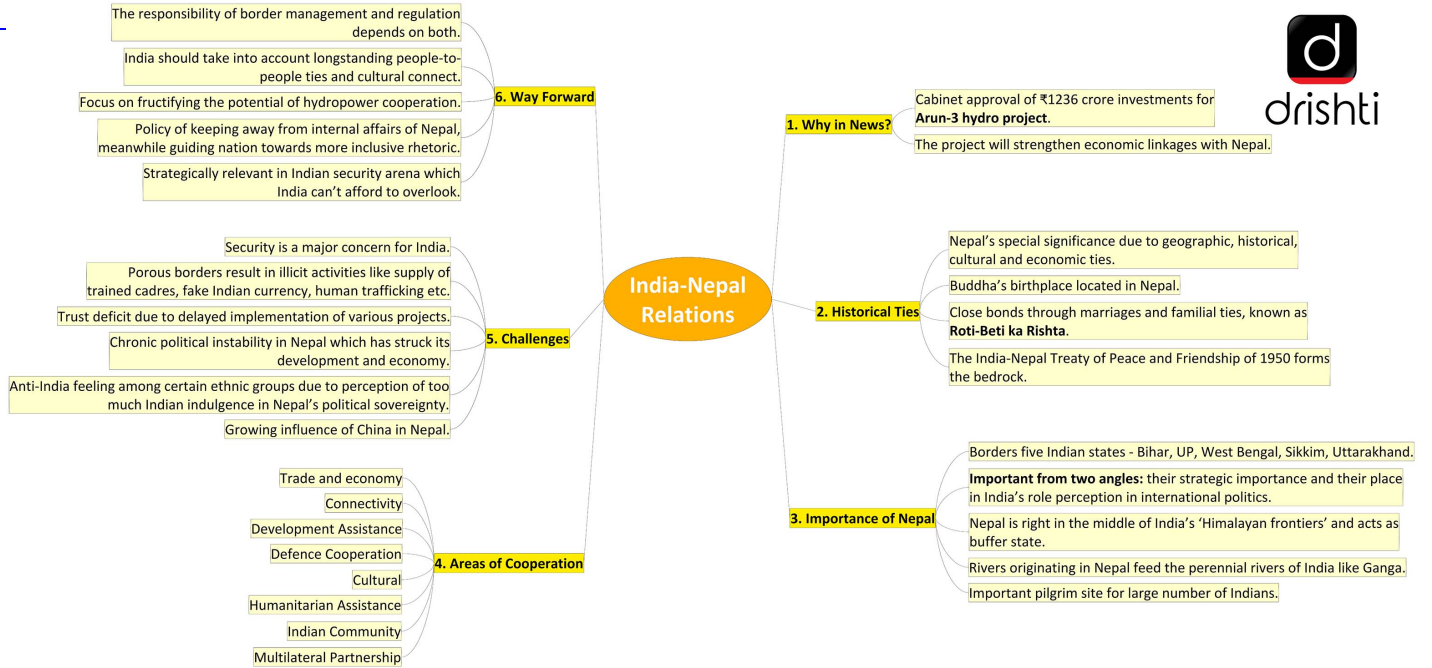 India-Nepal
Relations
d
drishti
1. Why in News?
Cabinet approval of ₹1236 crore investments for
Arun-3 hydro project.
The project will strengthen economic linkages with Nepal.
2. Historical Ties
Nepal's special significance due to geographic, historical,
cultural and economic ties.
Buddha's birthplace located in Nepal.
Close bonds through marriages and familial ties, known as
Roti-Beti ka Rishta.
The India-Nepal Treaty of Peace and Friendship of 1950 forms
the bedrock.
3. Importance of Nepal
Borders five Indian states - Bihar, UP, West Bengal, Sikkim, Uttarakhand.
Important from two angles: their strategic importance and their place
in India's role perception in international politics.
Nepal is right in the middle of India's 'Himalayan frontiers' and acts as
buffer state.
Rivers originating in Nepal feed the perennial rivers of India like Ganga.
Important pilgrim site for large number of Indians.
4. Areas of Cooperation
Trade and economy
Connectivity
Development Assistance
Defence Cooperation
Cultural
Humanitarian Assistance
Indian Community
Multilateral Partnership
5. Challenges
Security is a major concern for India.
Porous borders result in illicit activities like supply of
trained cadres, fake Indian currency, human trafficking etc.
Trust deficit due to delayed implementation of various projects.
Chronic political instability in Nepal which has struck its
development and economy.
Anti-India feeling among certain ethnic groups due to perception of too
much Indian indulgence in Nepal's political sovereignty.
Growing influence of China in Nepal.
6. Way Forward
The responsibility of border management and regulation
depends on both.
India should take into account longstanding people-to-
people ties and cultural connect.
Focus on fructifying the potential of hydropower cooperation.
Policy of keeping away from internal affairs of Nepal,
meanwhile guiding nation towards more inclusive rhetoric.
Strategically relevant in Indian security arena which
India can't afford to overlook.